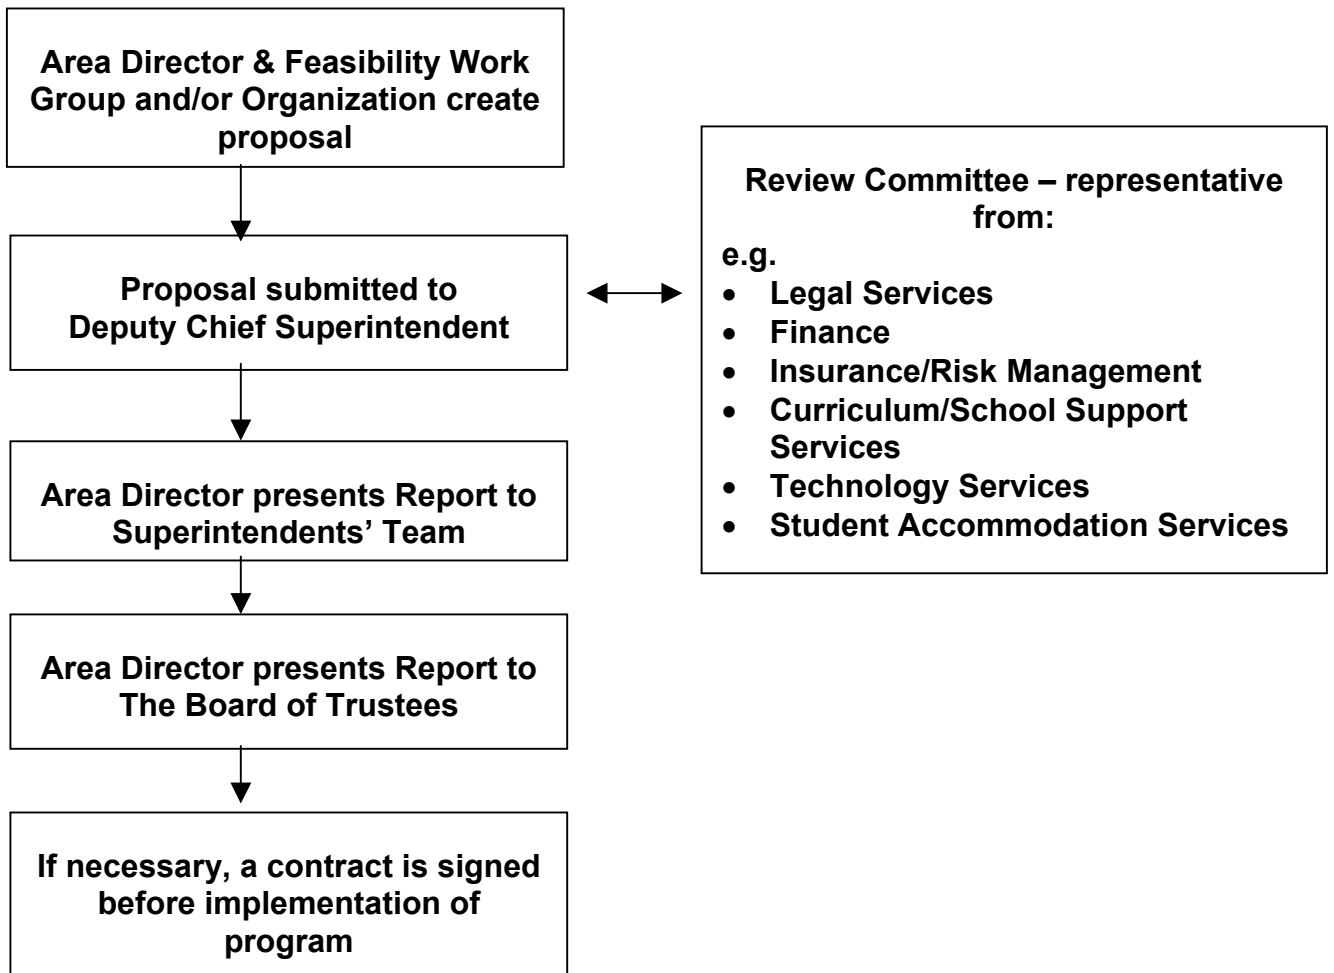 Area Director & Feasibility Work
Group and/or Organization create
proposal
Proposal submitted to
Deputy Chief Superintendent
Review Committee – representative
from:
e.g.
• Legal Services
• Finance
• Insurance/Risk Management
• Curriculum/School Support
Services
• Technology Services
• Student Accommodation Services
Area Director presents Report to
Superintendents’ Team
Area Director presents Report to
The Board of Trustees
If necessary, a contract is signed
before implementation of
program